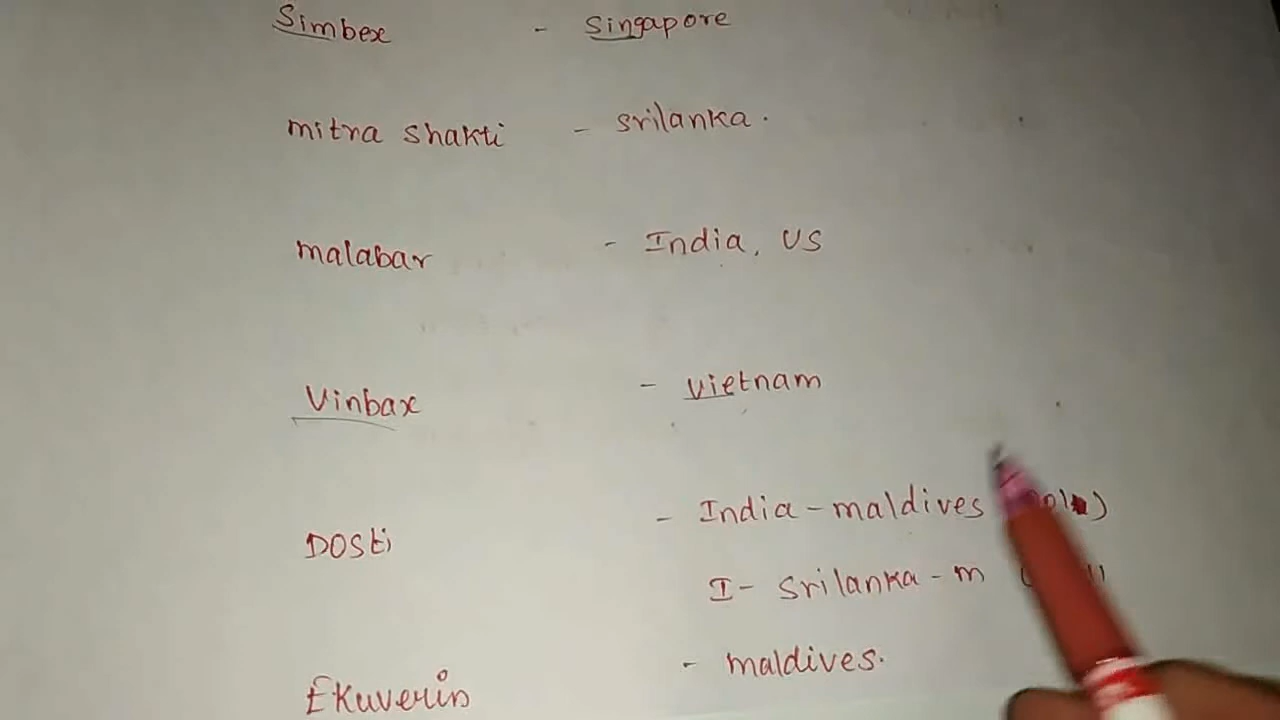 Simbex - Singapore
mitra shakti - srilanka.
malabar - India, US
Vinbax - vietnam
DOSti - India - maldives
I - srilanka - m
Ekuverin - maldives.